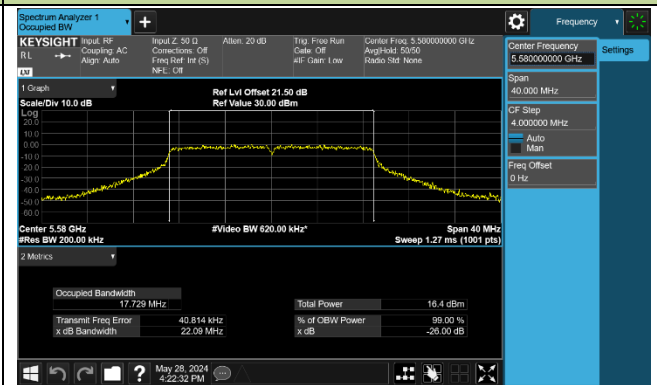 Spectrum Analyzer 1
Occupied BW
Frequency
KEYSIGHT
RL
LXI
Input: RF
Coupling: AC
Align: Auto
Input Z: 50 Ω
Corrections: Off
Freq Ref: Int (S)
NFE: Off
Atten: 20 dB
Trig: Free Run
Gate: Off
#IF Gain: Low
Center Freq: 5.580000000 GHz
Avg|Hold: 50/50
Radio Std: None
Center Frequency
5.580000000 GHz
Settings
Span
40.000 MHz
CF Step
4.000000 MHz
Auto
Man
Freq Offset
0 Hz
1 Graph
Scale/Div 10.0 dB
Ref Lvl Offset 21.50 dB
Ref Value 30.00 dBm
Log
20.0
10.0
0.00
-10.0
-20.0
-30.0
-40.0
-50.0
-60.0
Center 5.58 GHz
#Res BW 200.00 kHz
#Video BW 620.00 kHz*
Span 40 MHz
Sweep 1.27 ms (1001 pts)
2 Metrics
Occupied Bandwidth
17.729 MHz
Total Power 16.4 dBm
Transmit Freq Error 40.814 kHz
% of OBW Power 99.00 %
x dB Bandwidth 22.09 MHz
x dB -26.00 dB
?
May 28, 2024
4:22:32 PM